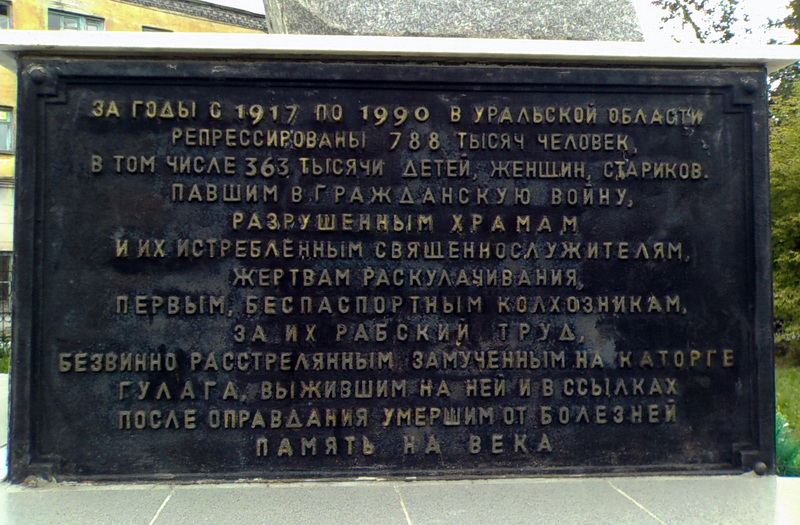 ЗА ГОДЫ С 1917 ПО 1990 В УРАЛЬСКОЙ ОБЛАСТИ
РЕПРЕССИРОВАНЫ 788 ТЫСЯЧ ЧЕЛОВЕК,
В ТОМ ЧИСЛЕ 363 ТЫСЯЧИ ДЕТЕЙ, ЖЕНЩИН, СТАРИКОВ.
ПАВШИМ В ГРАЖДАНСКУЮ ВОЙНУ,
РАЗРУШЕННЫМ ХРАМАМ
И ИХ ИСТРЕБЛЁННЫМ СВЯЩЕННОСЛУЖИТЕЛЯМ,
ЖЕРТВАМ РАСКУЛАЧИВАНИЯ,
ПЕРВЫМ, БЕСПАСПОРТНЫМ КОЛХОЗНИКАМ,
ЗА ИХ РАБСКИЙ ТРУД,
БЕЗВИННО РАССТРЕЛЯННЫМ, ЗАМУЧЕННЫМ НА КАТОРГЕ
ГУЛАГА, ВЫЖИВШИМ НА НЕЙ И В ССЫЛКАХ
ПОСЛЕ ОПРАВДАНИЯ УМЕРШИМ ОТ БОЛЕЗНЕЙ
ПАМЯТЬ НА ВЕКА